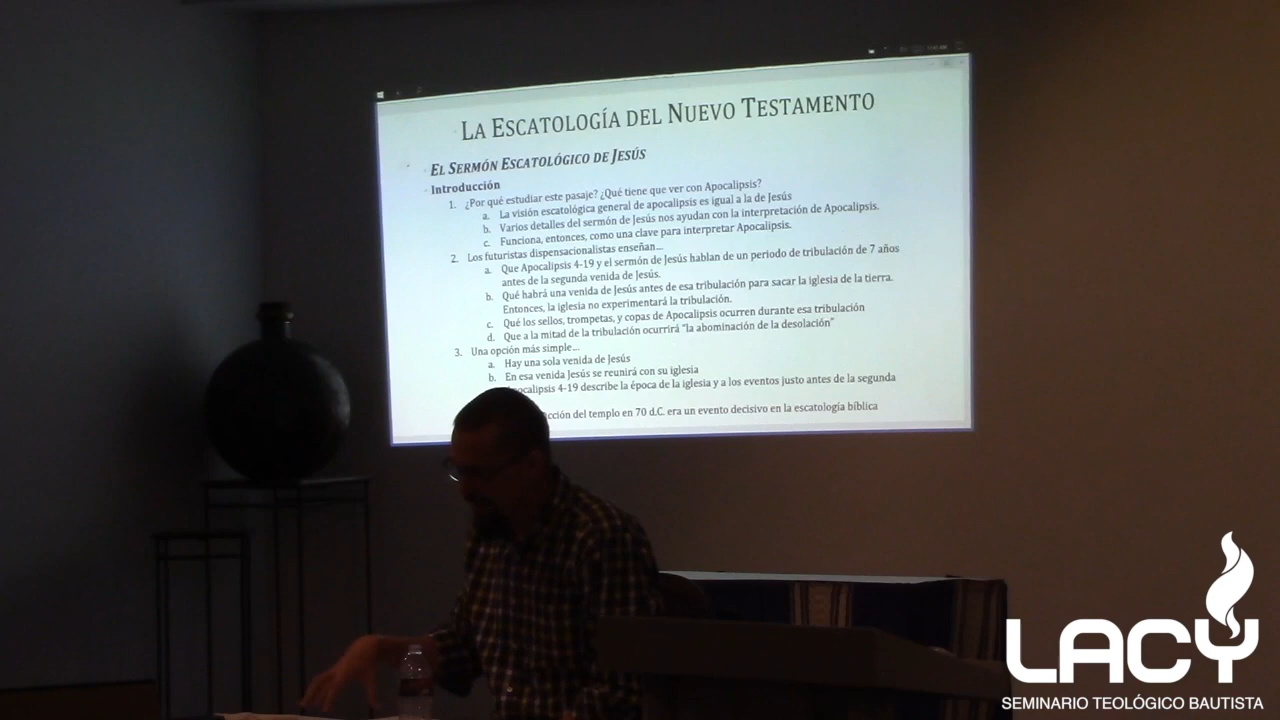 LA ESCATOLOGÍA DEL NUEVO TESTAMENTO
EL SERMÓN ESCATOLÓGICO DE JESÚS
Introducción
1. ¿Por qué estudiar este pasaje? ¿Qué tiene que ver con Apocalipsis?
a. La visión escatológica general de apocalipsis es igual a la de Jesús
b. Varios detalles del sermón de Jesús nos ayudan con la interpretación de Apocalipsis.
c. Funciona, entonces, como una clave para interpretar Apocalipsis.
2. Los futuristas dispensacionalistas enseñan...
a. Que Apocalipsis 4-19 y el sermón de Jesús hablan de un periodo de tribulación de 7 años
antes de la segunda venida de Jesús.
b. Qué habrá una venida de Jesús antes de esa tribulación para sacar la iglesia de la tierra.
Entonces, la iglesia no experimentará la tribulación.
c. Qué los sellos, trompetas, y copas de Apocalipsis ocurren durante esa tribulación
d. Que a la mitad de la tribulación ocurrirá "la abominación de la desolación"
3. Una opción más simple...
a. Hay una sola venida de Jesús
b. En esa venida Jesús se reunirá con su iglesia
pocalipsis 4-19 describe la época de la iglesia y a los eventos justo antes de la segunda
cción del templo en 70 d.C. era un evento decisivo en la escatología bíblica
LACY
SEMINARIO TEOLÓGICO BAUTISTA